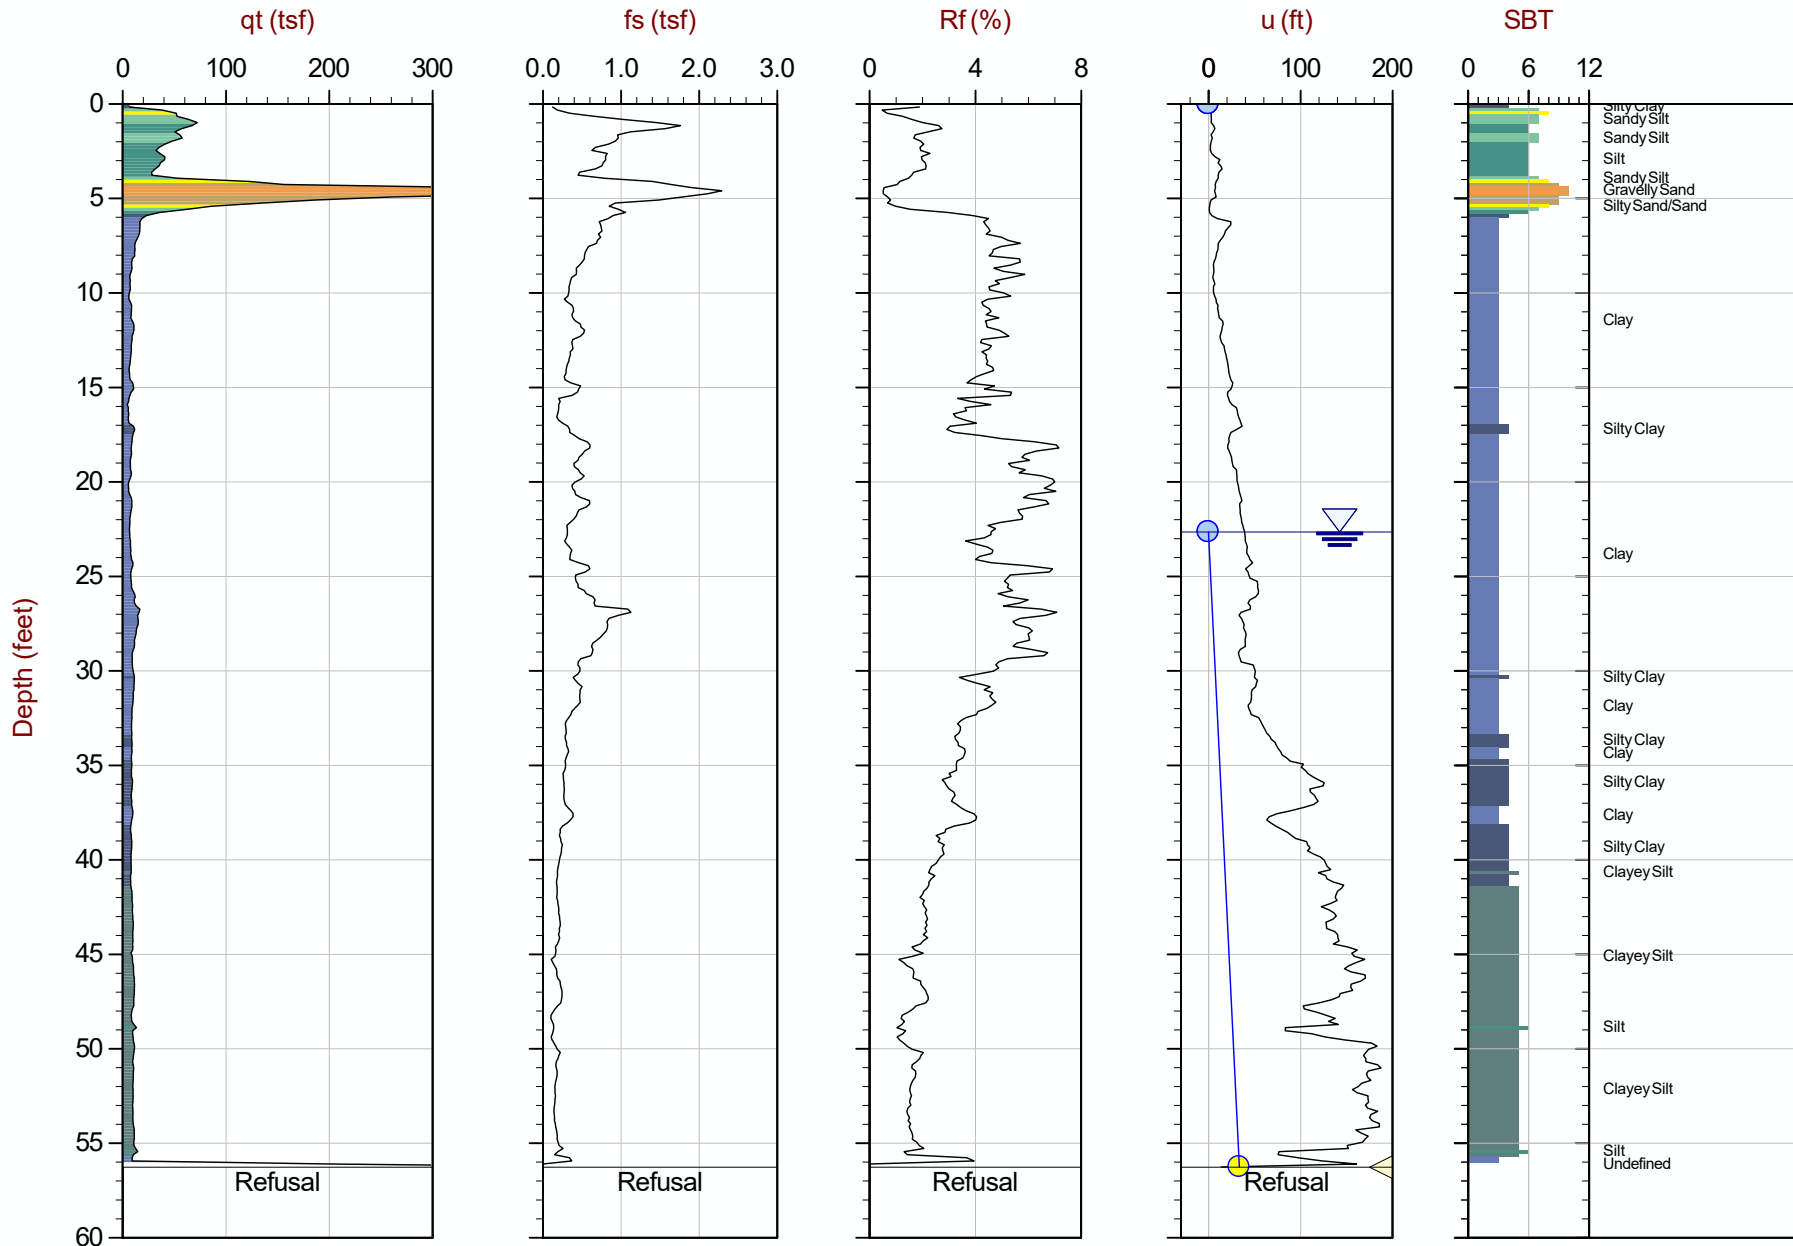 qt (tsf)
fs (tsf)
Rf (%)
u (ft)
SBT
0 100 200 300
0.0 1.0 2.0 3.0
0 4 8
0 100 200
0 6 12
0
5
10
15
20
25
30
35
40
45
50
55
60
Depth (feet)
Silty Clay
Sandy Silt
Sandy Silt
Silt
Sandy Silt
Gravelly Sand
Silty Sand/Sand
Clay
Silty Clay
Clay
Silty Clay
Clay
Silty Clay
Clay
Silty Clay
Clay
Silty Clay
Clayey Silt
Clayey Silt
Silt
Clayey Silt
Silt
Undefined
Refusal
Refusal
Refusal
Refusal